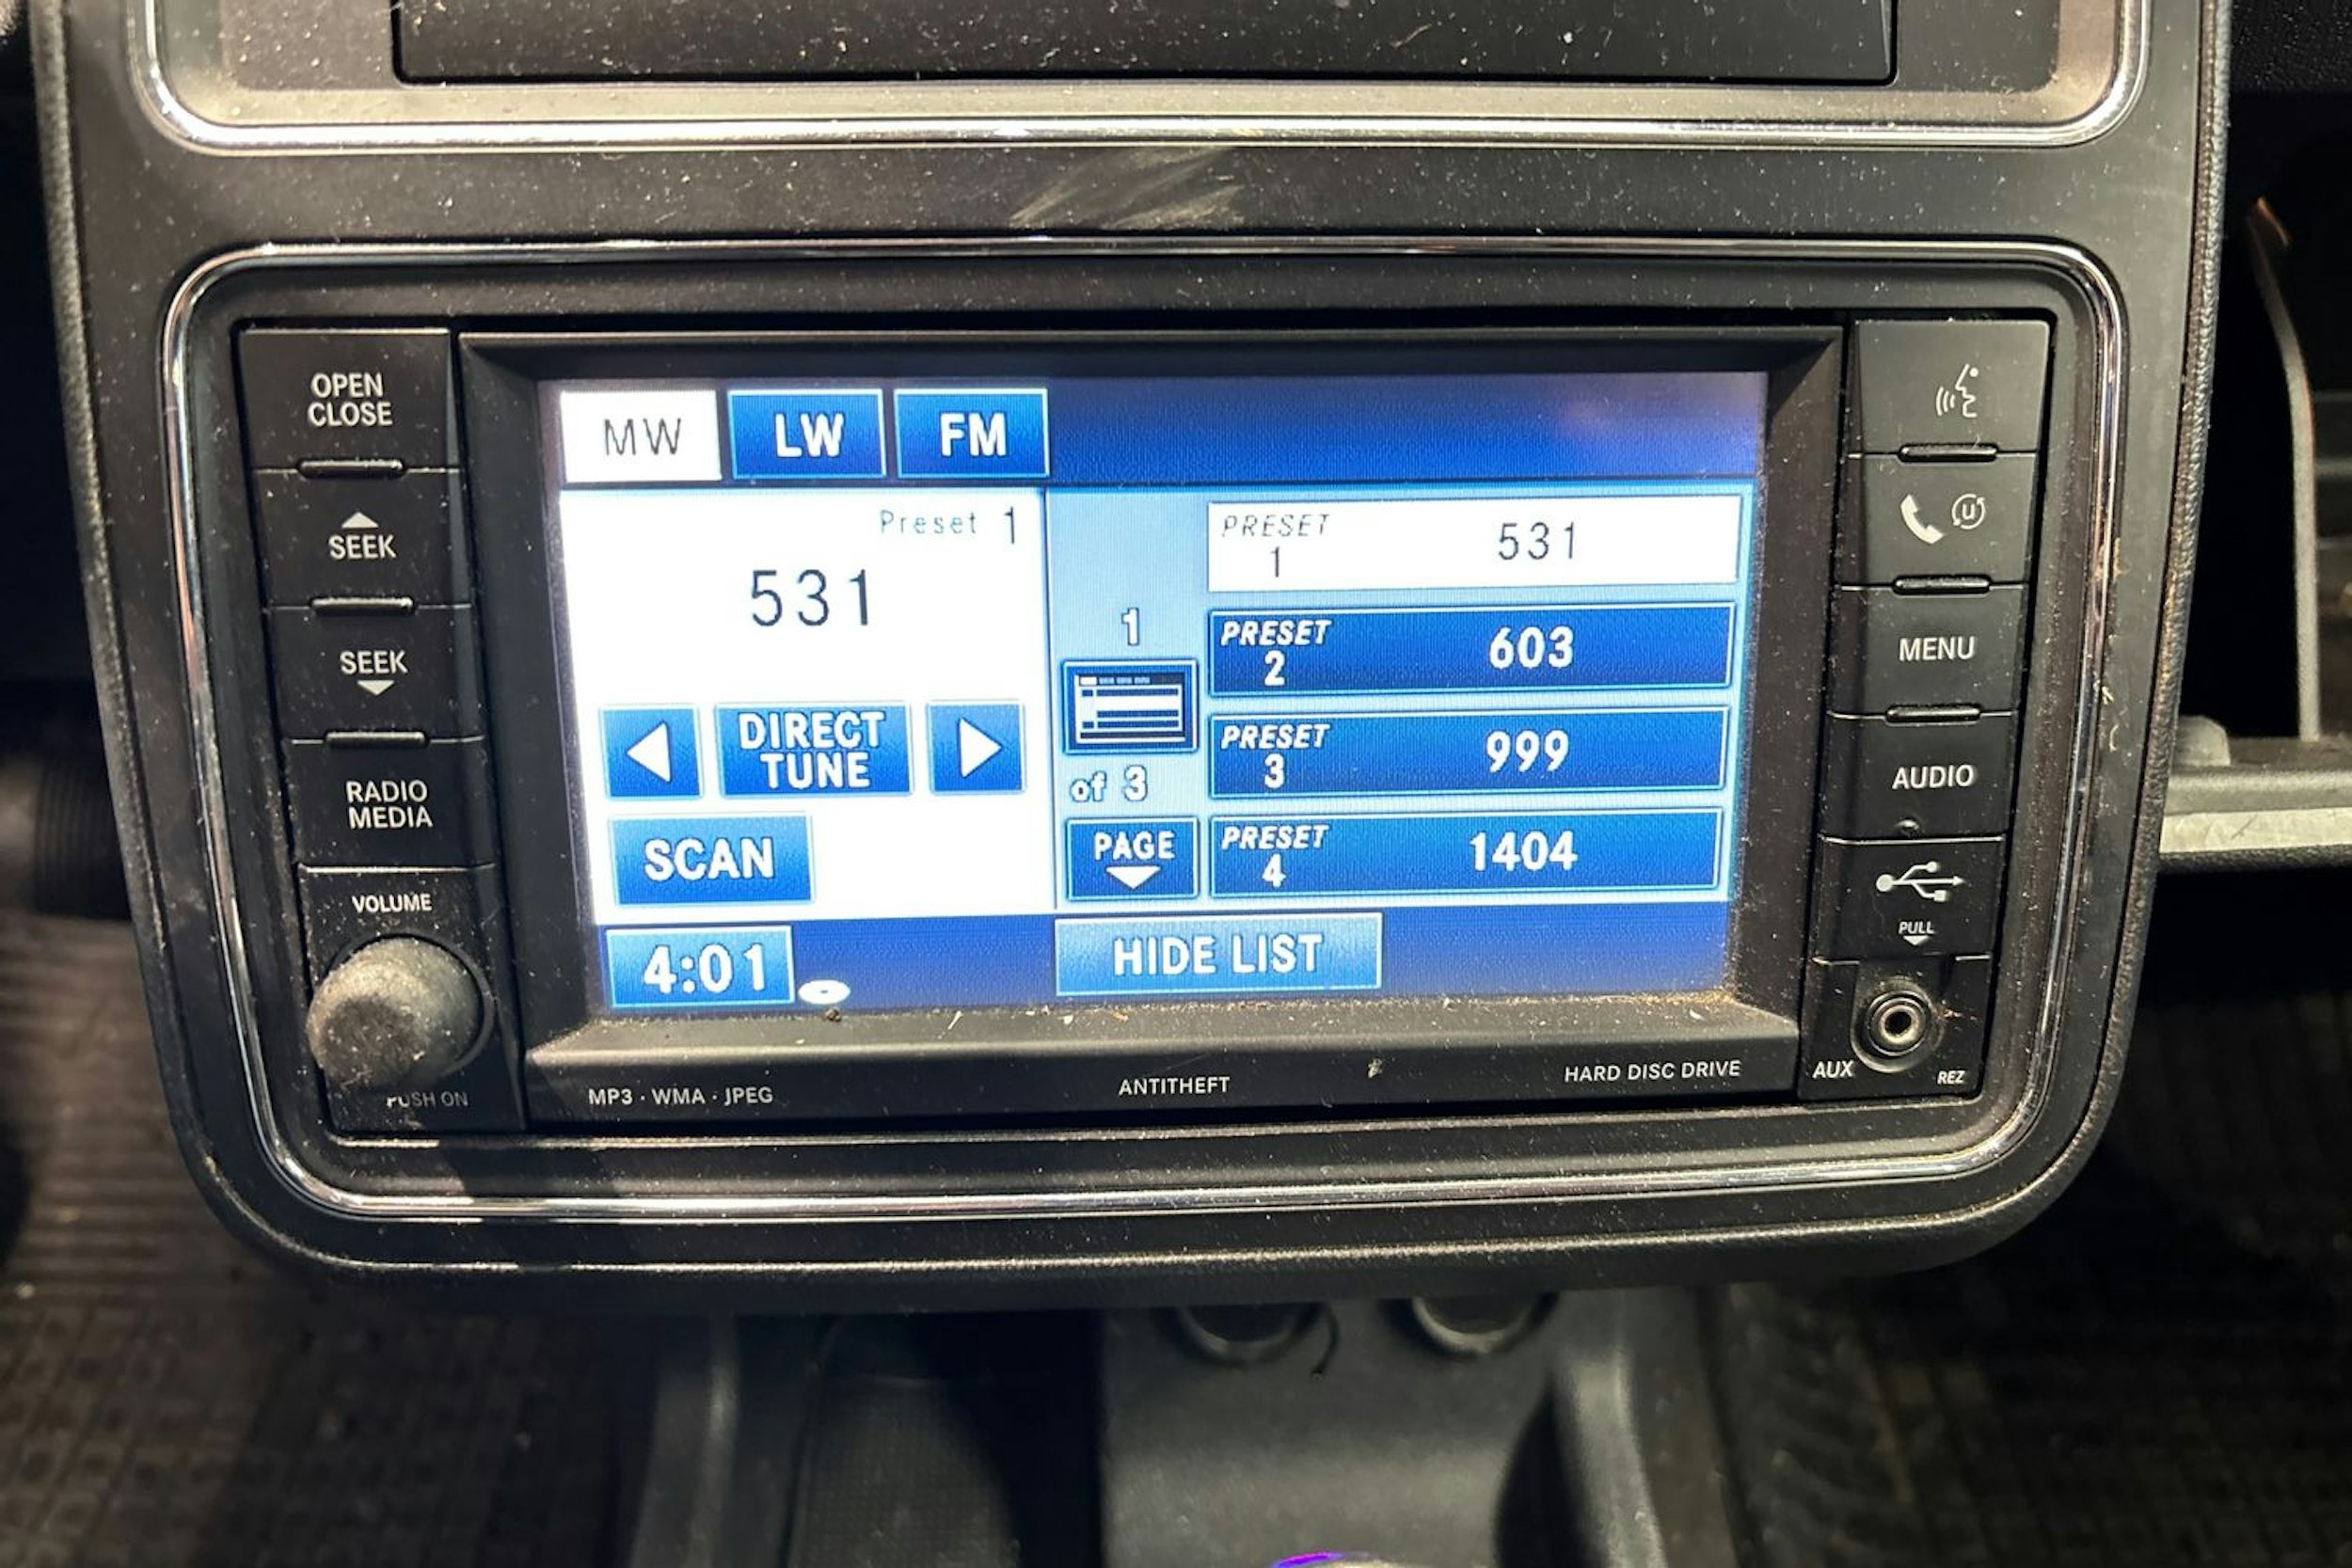 OPEN
CLOSE
SEEK
SEEK
RADIO
MEDIA
VOLUME
PUSH ON
MW
LW
FM
Preset 1
531
DIRECT
TUNE
SCAN
4:01
1
of 3
PAGE
PRESET
1
531
PRESET
2
603
PRESET
3
999
PRESET
4
1404
HIDE LIST
MENU
AUDIO
PULL
AUX
REZ
MP3 · WMA · JPEG
ANTITHEFT
HARD DISC DRIVE